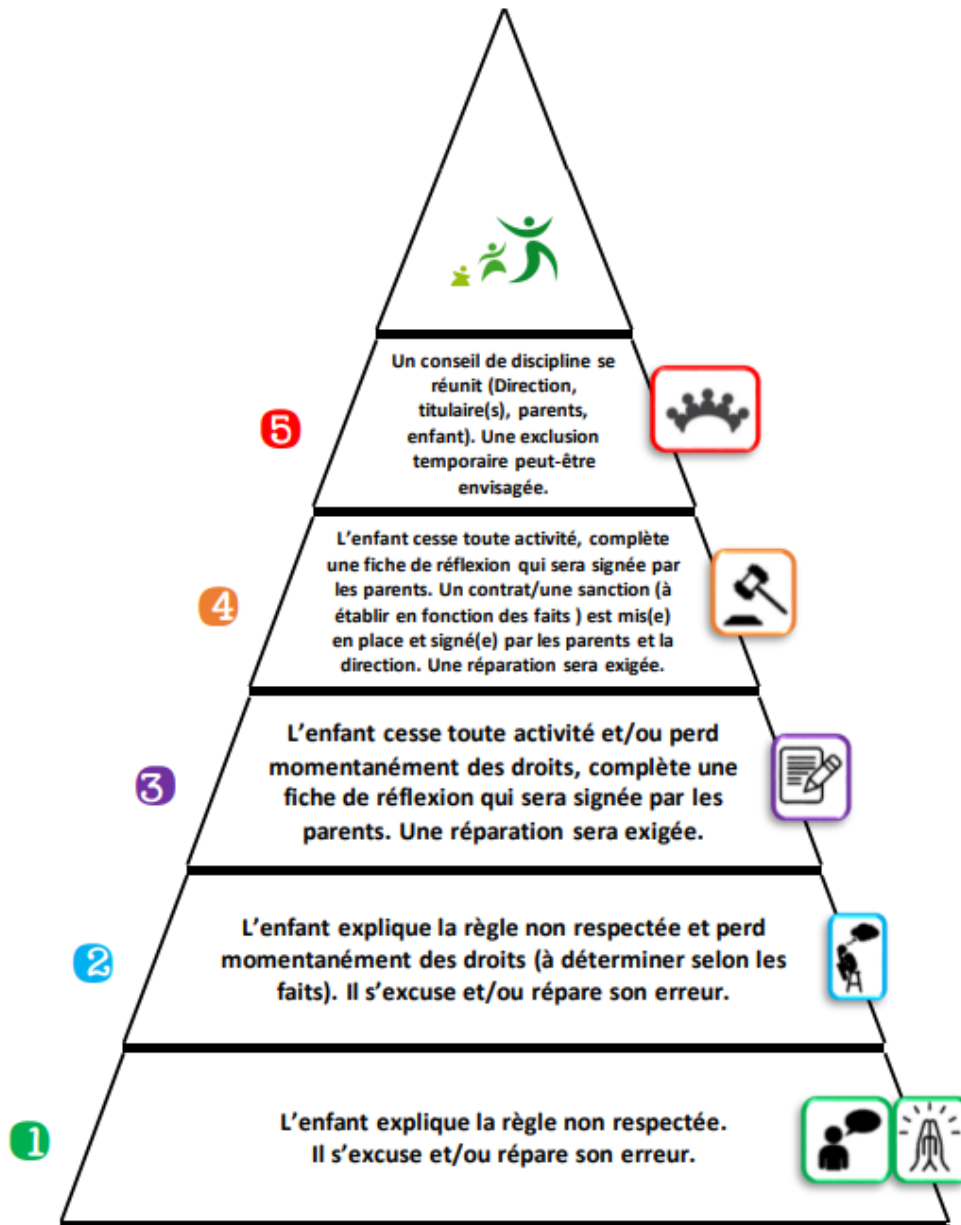 Un conseil de discipline se
réunit (Direction,
titulaire(s), parents,
enfant). Une exclusion
temporaire peut-être
envisagée.
5
L’enfant cesse toute activité, complète
une fiche de réflexion qui sera signée par
les parents. Un contrat/une sanction (à
établir en fonction des faits ) est mis(e)
en place et signé(e) par les parents et la
direction. Une réparation sera exigée.
4
L’enfant cesse toute activité et/ou perd
momentanément des droits, complète une
fiche de réflexion qui sera signée par les
parents. Une réparation sera exigée.
3
L’enfant explique la règle non respectée et perd
momentanément des droits (à déterminer selon les
faits). Il s’excuse et/ou répare son erreur.
2
L’enfant explique la règle non respectée.
Il s’excuse et/ou répare son erreur.
1